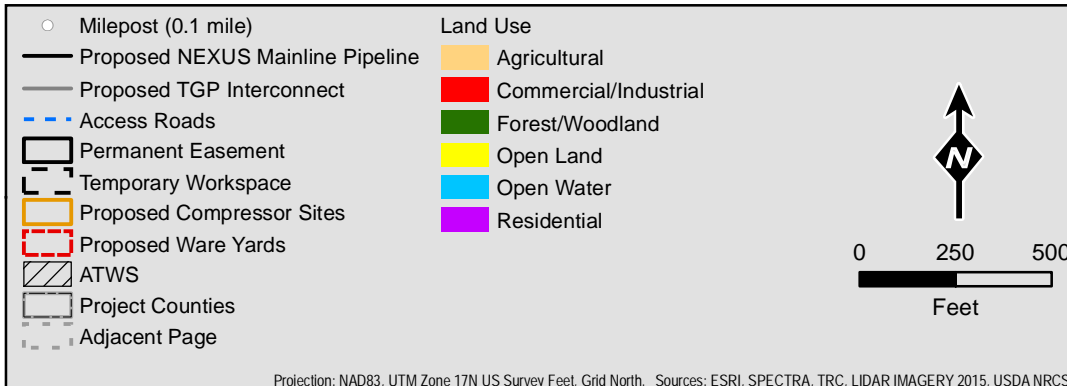 Milepost (0.1 mile)
Proposed NEXUS Mainline Pipeline
Proposed TGP Interconnect
Access Roads
Permanent Easement
Temporary Workspace
Proposed Compressor Sites
Proposed Ware Yards
ATWS
Project Counties
Adjacent Page
Land Use
Agricultural
Commercial/Industrial
Forest/Woodland
Open Land
Open Water
Residential
N
0 250 500
Feet
Projection: NAD83, UTM Zone 17N US Survey Feet, Grid North, Sources: ESRI, SPECTRA, TRC, LIDAR IMAGERY 2015, USDA NRCS